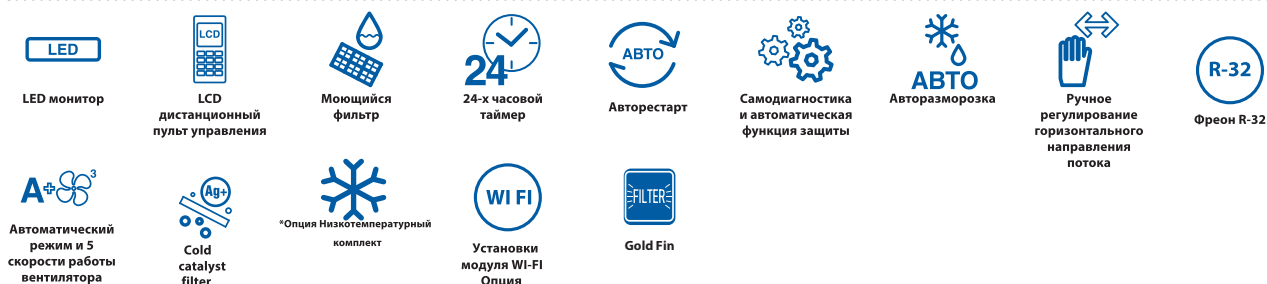 LED
LED монитор
LCD
LCD
дистанционный
пульт управления
Моющийся
фильтр
24
24-х часовой
таймер
АВТО
Авторестарт
Самодиагностика
и автоматическая
функция защиты
АВТО
Авторазморозка
Ручное
регулирование
горизонтального
направления
потока
R-32
Фреон R-32
A+ 3
Автоматический
режим и 5
скорости работы
вентилятора
Ag+
Cold
catalyst
filter
*Опция Низкотемпературный
комплект
WI FI
Установки
модуля WI-FI
Опция
FILTER
Gold Fin